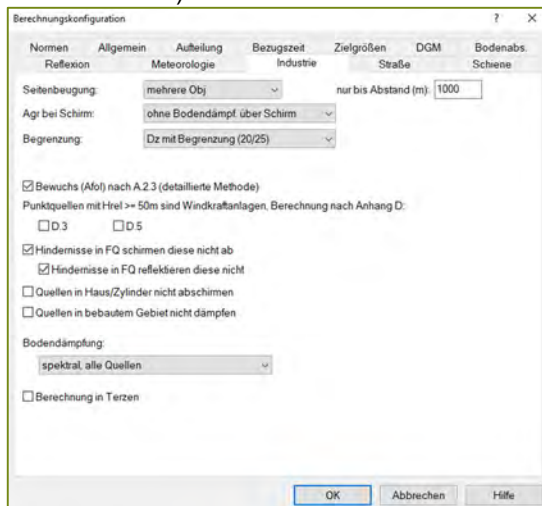 Berechnungskonfiguration ? ×
Normen Allgemein Aufteilung Bezugszeit Zielgrößen DGM Bodenabs.
Reflexion Meteorologie Industrie Straße Schiene
Seitenbeugung: mehrere Obj nur bis Abstand (m): 1000
Agr bei Schirm: ohne Bodendämpf. über Schirm
Begrenzung: Dz mit Begrenzung (20/25)
Bewuchs (Afol) nach A.2.3 (detaillierte Methode)
Punktquellen mit Hrel >= 50m sind Windkraftanlagen, Berechnung nach Anhang D:
D.3 D.5
Hindernisse in FQ schirmen diese nicht ab
Hindernisse in FQ reflektieren diese nicht
Quellen in Haus/Zylinder nicht abschirmen
Quellen in bebautem Gebiet nicht dämpfen
Bodendämpfung:
spektral, alle Quellen
Berechnung in Terzen
OK Abbrechen Hilfe